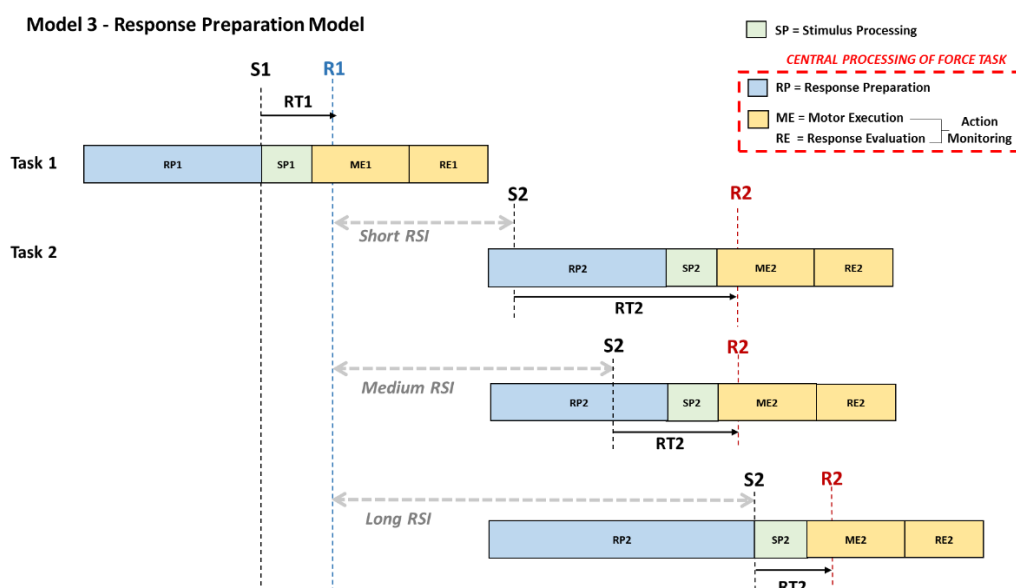 Model 3 - Response Preparation Model
SP = Stimulus Processing
CENTRAL PROCESSING OF FORCE TASK
RP = Response Preparation
ME = Motor Execution
RE = Response Evaluation
Action
Monitoring
S1
R1
RT1
Task 1
RP1
SP1
ME1
RE1
S2
R2
Short RSI
Task 2
RP2
SP2
ME2
RE2
RT2
S2
R2
Medium RSI
RP2
SP2
ME2
RE2
RT2
S2
R2
Long RSI
RP2
SP2
ME2
RE2
RT2